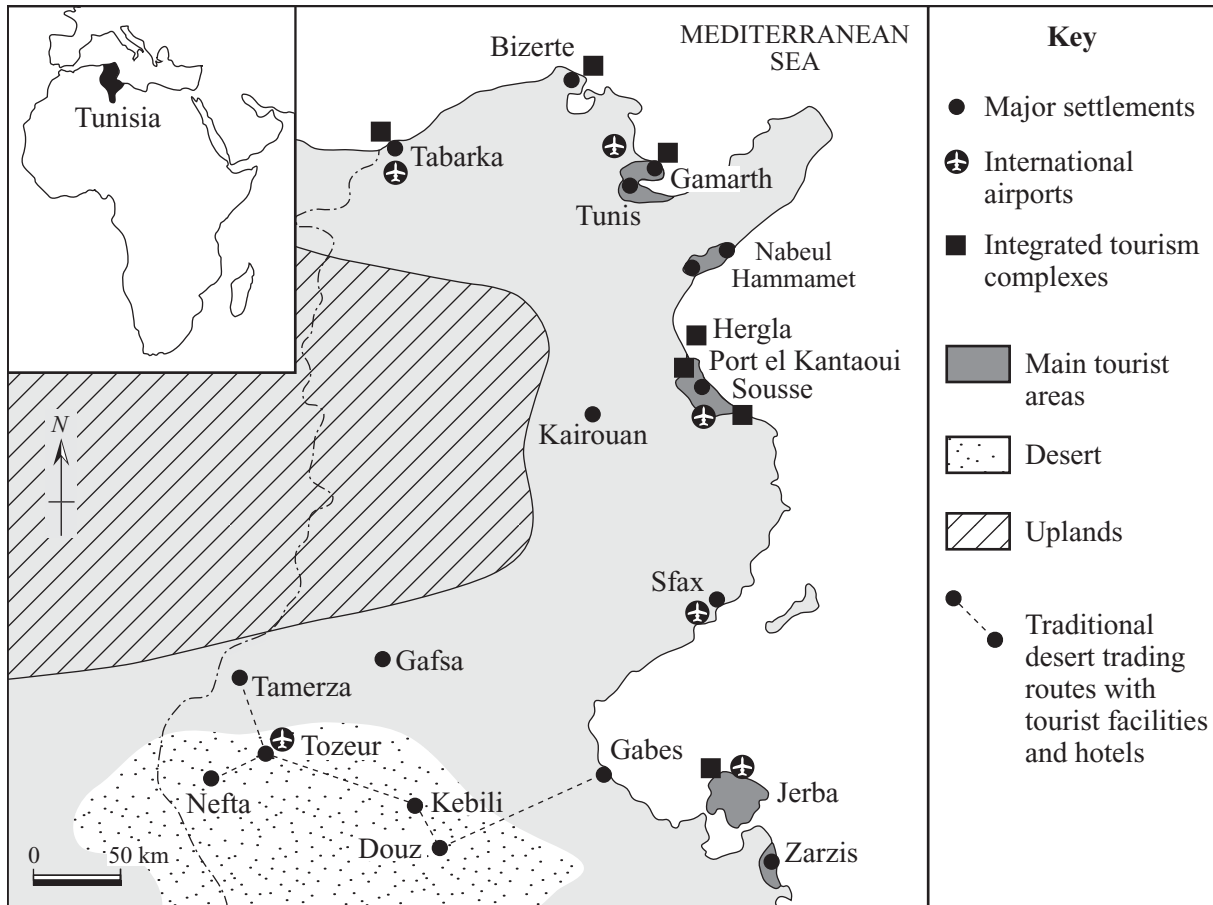 Tunisia
MEDITERRANEAN
SEA
Bizerte
Tabarka
Gamarth
Tunis
Nabeul
Hammamet
Hergla
Port el Kantaoui
Sousse
Kairouan
N
Sfax
Gafsa
Tamerza
Tozeur
Gabes
Nefta
Kebili
Jerba
Douz
Zarzis
0 50 km
Key
Major settlements
International
airports
Integrated tourism
complexes
Main tourist
areas
Desert
Uplands
Traditional
desert trading
routes with
tourist facilities
and hotels